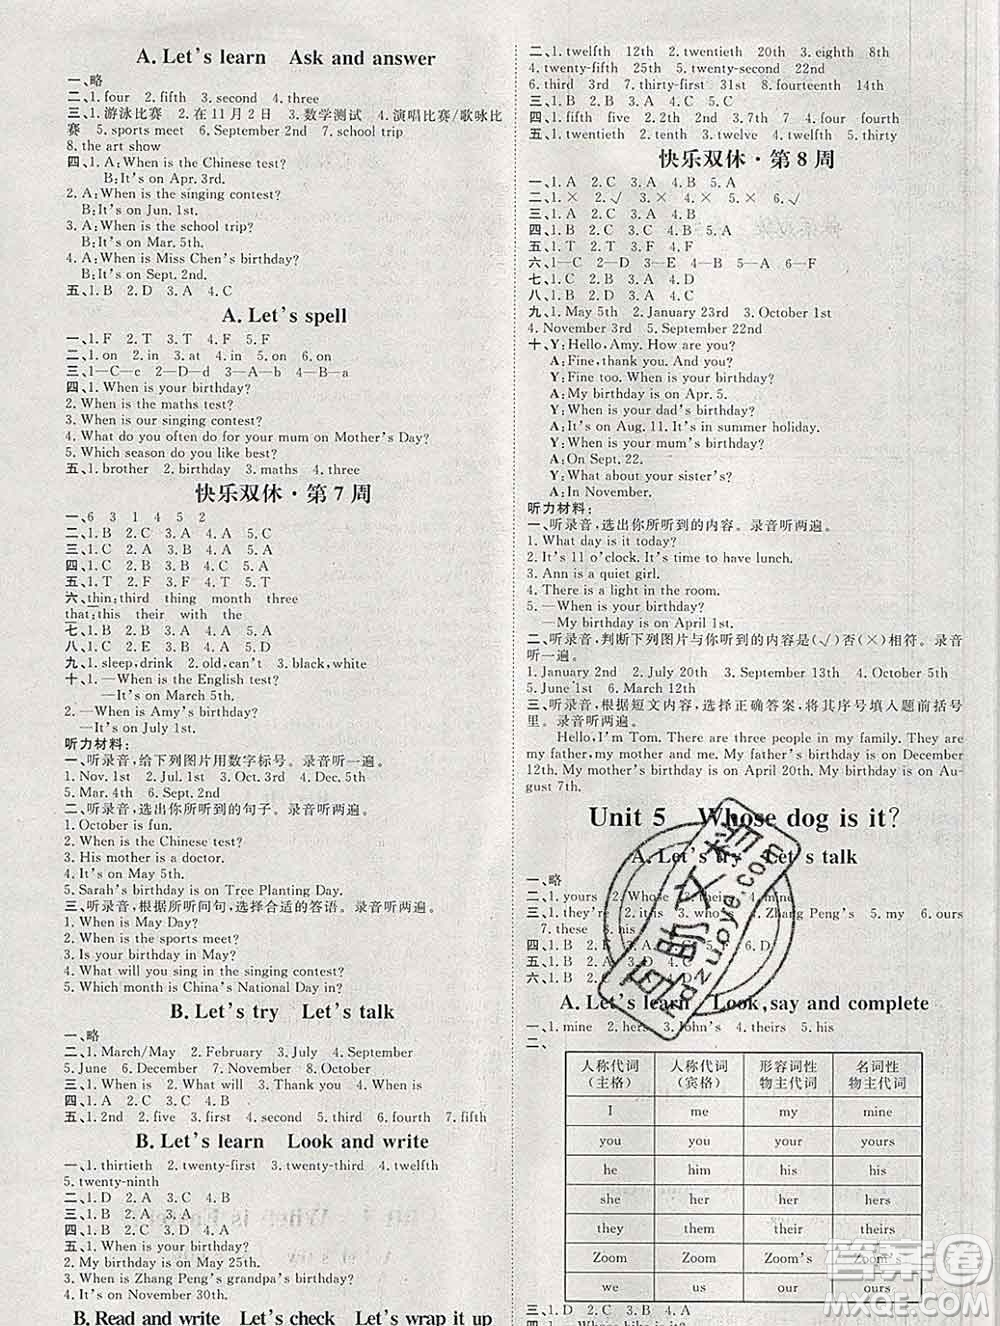 A. Let's learn　Ask and answer
一、略
二、1. four　2. fifth　3. second　4. three
三、1. 游泳比赛　2. 在11月2日　3. 数学测试　4. 演唱比赛/歌咏比
赛　5. sports meet　6. September 2nd　7. school trip
8. the art show
四、1. A: When is the Chinese test?
B: It's on Apr. 3rd.
2. A: When is the singing contest?
B: It's on Jun. 1st.
3. A: When is the school trip?
B: It's on Mar. 5th.
4. A: When is Miss Chen's birthday?
B: It's on Sept. 2nd.
五、1. B　2. D　3. A　4. C
A. Let's spell
一、1. F　2. T　3. T　4. T　5. F
二、1. on　2. in　3. at　4. in　5. on
三、1—C—c　2—D—d　3—A—b　4—B—a
四、1. When is your birthday?
2. When is the maths test?
3. When is our singing contest?
4. What do you often do for your mum on Mother's Day?
5. Which season do you like best?
五、1. brother　2. birthday　3. maths　4. three
快乐双休·第7周
一、6　3　1　4　5　2
二、1. B　2. C　3. A　4. A　5. C
三、1. C　2. A　3. B　4. B　5. A
四、1. C　2. B　3. C　4. A　5. C
五、1. T　2. F　3. F　4. T　5. F
六、thin: third　thing　month　three
that: this　their　with　the
七、1. B　2. A　3. A　4. B　5. A
八、1. C　2. C　3. B　4. A　5. C
九、1. sleep, drink　2. old, can't　3. black, white
十、1. —When is the English test?
—It's on March 5th.
2. —When is Amy's birthday?
—It's on July 1st.
听力材料:
一、听录音, 给下列图片用数字标号。录音听一遍。
1. Nov. 1st　2. Jan. 2nd　3. Oct. 3rd　4. Dec. 3rd
5. Mar. 4th　6. Sept. 2nd
二、听录音, 选出你所听到的句子。录音听两遍。
1. October is fun.
2. When is the Chinese test?
3. His mother is a doctor.
4. It's on May 5th.
5. Sarah's birthday is on Tree Planting Day.
三、听录音, 根据所听问句, 选择合适的答语。录音听两遍。
1. When is May Day?
2. When is the sports meet?
3. Is your birthday in May?
4. What will you sing in the singing contest?
5. Which month is China's National Day in?
B. Let's try　Let's talk
一、略
二、1. March/May　2. February　3. July　4. August
5. June　6. December　7. May　8. October
三、1. When is　2. What will　3. Thank you　4. When is
四、1. C　2. A　3. B　4. A
五、1. 2nd　2. five　3. first　4. second　5. third　6. fourth　7. fifth
B. Let's learn　Look and write
一、1. thirtieth　2. twenty-first　3. twenty-third　4. twelfth
5. twenty-ninth
二、1. D　2. A　3. C　4. B
三、1. A　2. C　3. A　4. B　5. B
四、1. B　2. D　3. A　4. C
五、1. When is your birthday?
2. My birthday is on May 25th.
3. When is Zhang Peng's grandpa's birthday?
4. It's on November 30th.
B. Read and write　Let's check　Let's wrap it up
二、1. twelfth　12th　2. twentieth　20th　3. eighth　8th
4. twenty-fifth　25th　5. twenty-second　22nd
6. third　3rd　7. thirty-first　31st　8. fourteenth　14th
三、1. B　2. C　3. A　4. A　5. A
四、1. fifth　five　2. third　3rd　7th　3. four　fourth
五、1. twentieth　2. tenth　3. twelve　4. twelfth　5. thirty
快乐双休·第8周
一、1. A　2. C　3. A　4. B　5. A
二、1. ×　2. √　3. ×　4. √　5. ×　6. √
三、1. B　2. C　3. A　4. B　5. A
四、1. A　2. B　3. C　4. A　5. C
五、1. T　2. T　3. F　4. F　5. T
六、1—C　2—B　3—D　4—E　5—A　6—F
七、1. C　2. D　3. A　4. B　5. E
八、1. C　2. B　3. A　4. A　5. C
九、1. May 5th　2. January 23rd　3. October 1st
4. November 3rd　5. September 22nd
十、Y: Hello, Amy. How are you?
A: Fine, thank you. And you?
Y: Fine too. When is your birthday?
A: My birthday is on Apr. 5.
Y: When is your dad's birthday?
A: It's on Aug. 11. It's in summer holiday.
Y: When is your mum's birthday?
A: On Sept. 22.
Y: What about your sister's?
A: In November.
听力材料:
一、听录音, 选出你所听到的内容。录音听两遍。
1. What day is it today?
2. It's 11 o'clock. It's time to have lunch.
3. Ann is a quiet girl.
4. There is a light in the room.
5. —When is your birthday?
—My birthday is on April 5th.
二、听录音, 判断下列图片与你听到的内容是(√)否(×)相符。录音
听一遍。
1. January 2nd　2. July 20th　3. September 13th　4. April 1st
5. June 1st　6. March 12th
三、听录音, 根据短文内容, 选择正确答案, 将其序号填入题前括号
里。录音听两遍。
Hello, I'm Tom. There are three people in my family. They are
my father, my mother and me. My father's birthday is on December
12th. My mother's birthday is on April 20th. My birthday is on Au-
gust 7th.
Unit 5　Whose dog is it?
A. Let's try　Let's talk
一、略
二、1. yours　2. Whose　3. theirs　4. mine
三、1. they're　2. it is　4. Zhang Peng's　5. my　6. ours
7. these　8. his
四、1. B　2. C　5. B　6. D
五、1. B　2. A
六、1. B　2. C　3. A
A. Let's learn　Look, say and complete
一、1. mine　2. hers　3. John's　4. theirs　5. his
二、
人称代词(主格)　人称代词(宾格)　形容词性物主代词　名词性物主代词
I　me　my　mine
you　you　your　yours
he　him　his　his
she　her　her　hers
they　them　their　theirs
Zoom　Zoom　Zoom's　Zoom's
we　us　our　ours
三、1. D　2. A　3. B　4. C
四、1. —Whose bike is
答案圈
MXQE.COM